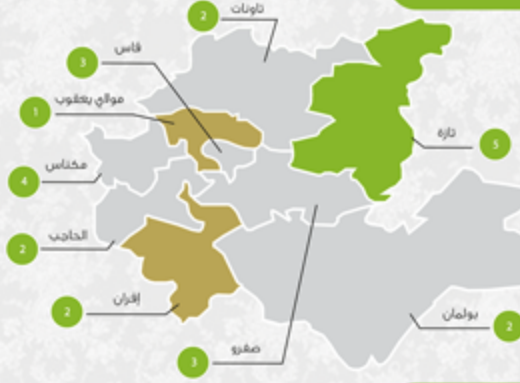 2
تاونات
3
فاس
1
مولاي يعقوب
4
مكناس
2
الحاجب
2
إفران
3
صفرو
تازة
5
بولمان
2